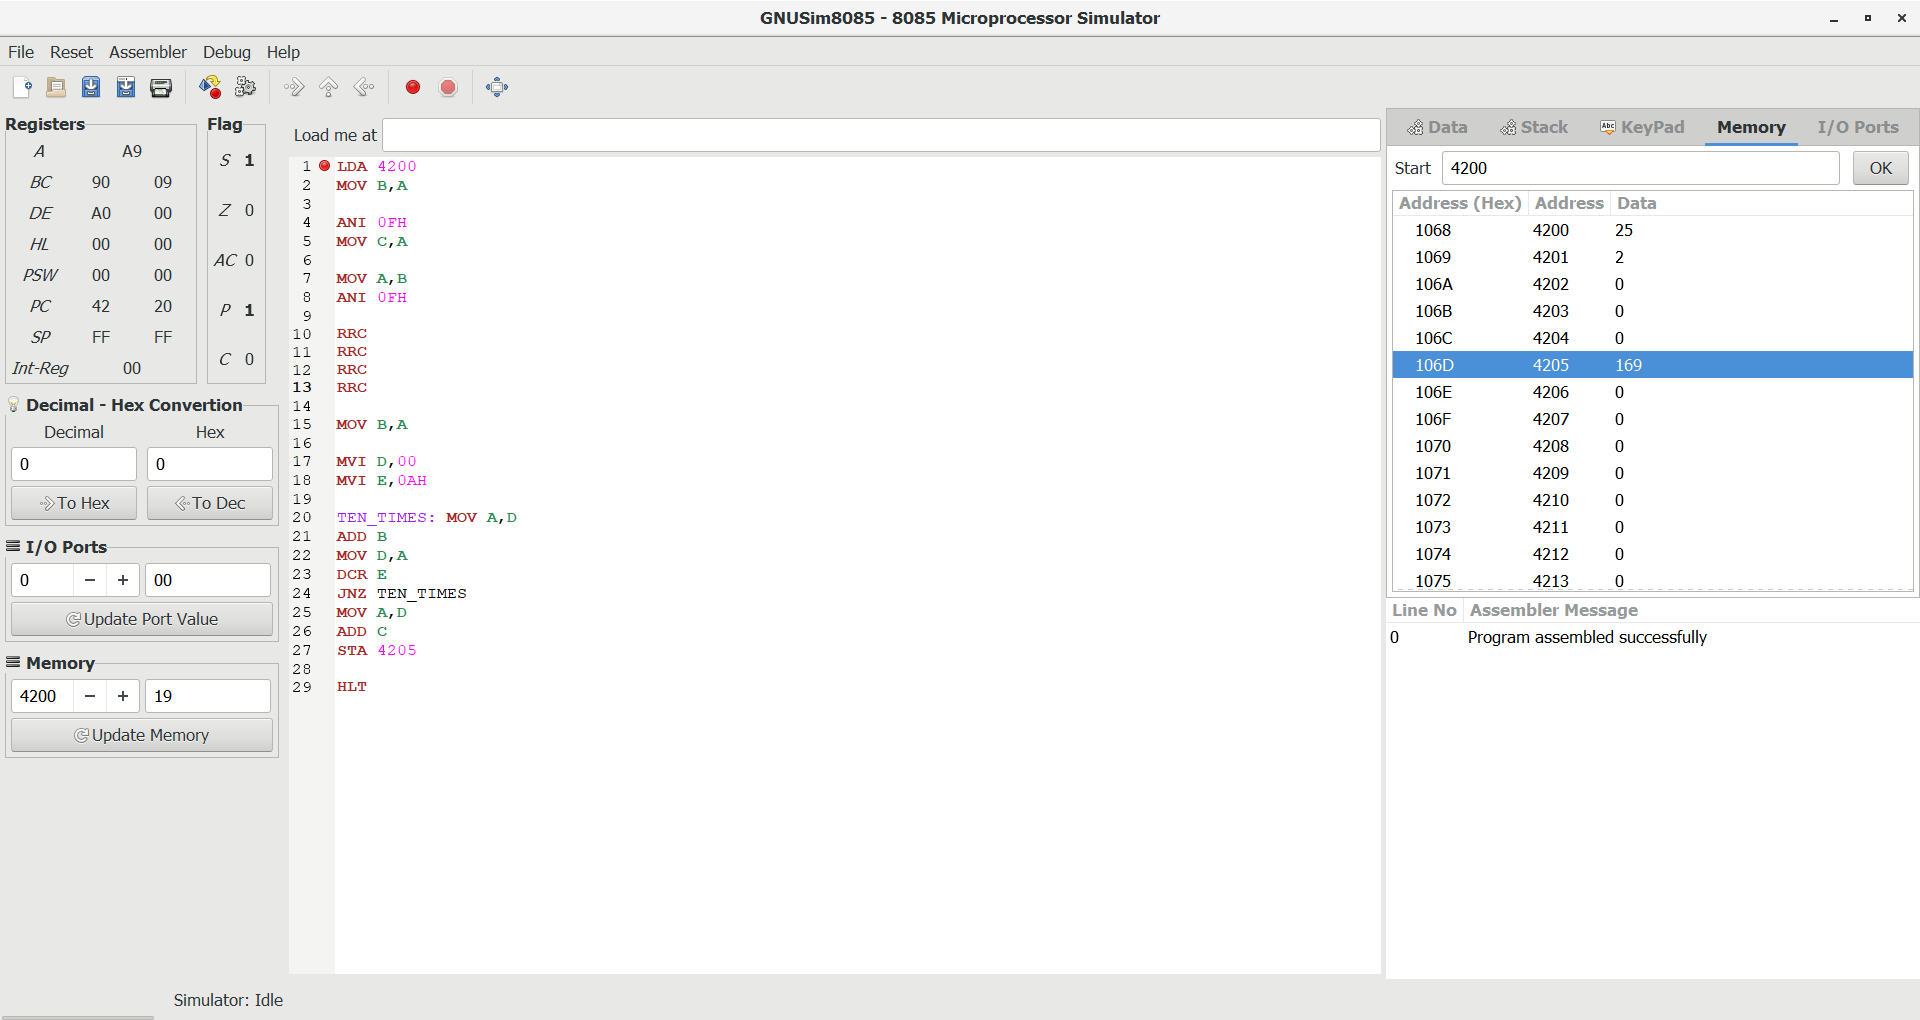 GNUSim8085 - 8085 Microprocessor Simulator
File Reset Assembler Debug Help
Registers
A A9
BC 90 09
DE A0 00
HL 00 00
PSW 00 00
PC 42 20
SP FF FF
Int-Reg 00
Flag
S 1
Z 0
AC 0
P 1
C 0
Decimal - Hex Convertion
Decimal Hex
0 0
To Hex To Dec
I/O Ports
0 − + 00
Update Port Value
Memory
4200 − + 19
Update Memory
Load me at
1 LDA 4200
2 MOV B,A
3
4 ANI 0FH
5 MOV C,A
6
7 MOV A,B
8 ANI 0FH
9
10 RRC
11 RRC
12 RRC
13 RRC
14
15 MOV B,A
16
17 MVI D,00
18 MVI E,0AH
19
20 TEN_TIMES: MOV A,D
21 ADD B
22 MOV D,A
23 DCR E
24 JNZ TEN_TIMES
25 MOV A,D
26 ADD C
27 STA 4205
28
29 HLT
Data Stack Abc KeyPad Memory I/O Ports
Start 4200 OK
Address (Hex) Address Data
1068 4200 25
1069 4201 2
106A 4202 0
106B 4203 0
106C 4204 0
106D 4205 169
106E 4206 0
106F 4207 0
1070 4208 0
1071 4209 0
1072 4210 0
1073 4211 0
1074 4212 0
1075 4213 0
Line No Assembler Message
0 Program assembled successfully
Simulator: Idle